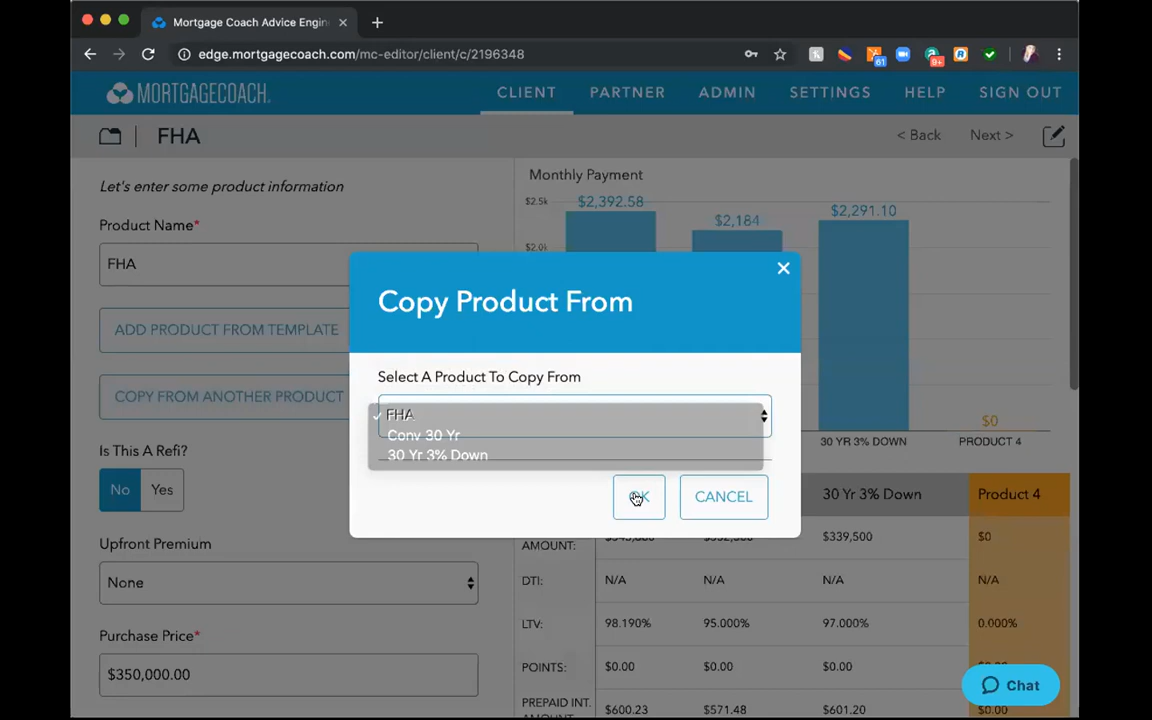 Mortgage Coach Advice Engin
edge.mortgagecoach.com/mc-editor/client/c/2196348
61
9+
MORTGAGECOACH
CLIENT
PARTNER
ADMIN
SETTINGS
HELP
SIGN OUT
FHA
< Back
Next >
Let's enter some product information
Product Name*
FHA
ADD PRODUCT FROM TEMPLATE
COPY FROM ANOTHER PRODUCT
Is This A Refi?
No
Yes
Upfront Premium
None
Purchase Price*
$350,000.00
Monthly Payment
$2.5k
$2.0k
$2,392.58
$2,184
$2,291.10
$0
30 YR 3% DOWN
PRODUCT 4
Copy Product From
Select A Product To Copy From
FHA
Conv 30 Yr
30 Yr 3% Down
OK
CANCEL
30 Yr 3% Down
Product 4
AMOUNT:
$339,500
$0
DTI:
N/A
N/A
N/A
N/A
LTV:
98.190%
95.000%
97.000%
0.000%
POINTS:
$0.00
$0.00
$0.00
PREPAID INT.
$600.23
$571.48
$601.20
$0.00
Chat